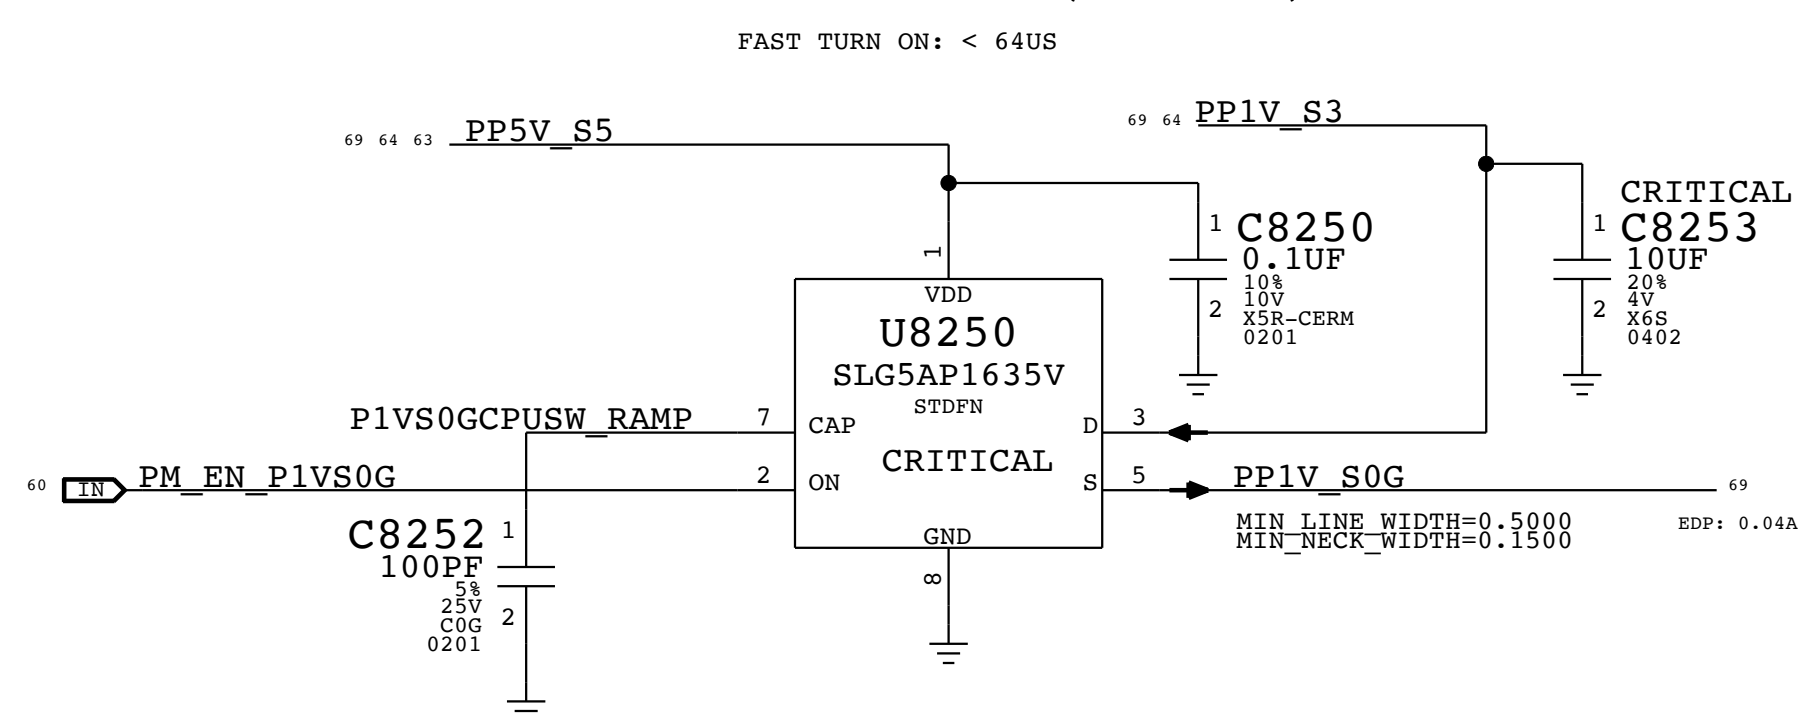 FAST TURN ON: < 64US
69 64 63 PP5V_S5
69 64 PP1V_S3
CRITICAL
1 C8250
0.1UF
10%
10V
2 X5R-CERM
0201
1 C8253
10UF
20%
4V
2 X6S
0402
1
VDD
U8250
SLG5AP1635V
STDFN
P1VS0GCPUSW_RAMP 7 CAP
D 3
CRITICAL
60 IN PM_EN_P1VS0G 2 ON
S 5 PP1V_S0G 69
MIN_LINE_WIDTH=0.5000
MIN_NECK_WIDTH=0.1500
EDP: 0.04A
GND
8
C8252 1
100PF
5%
25V
C0G 2
0201